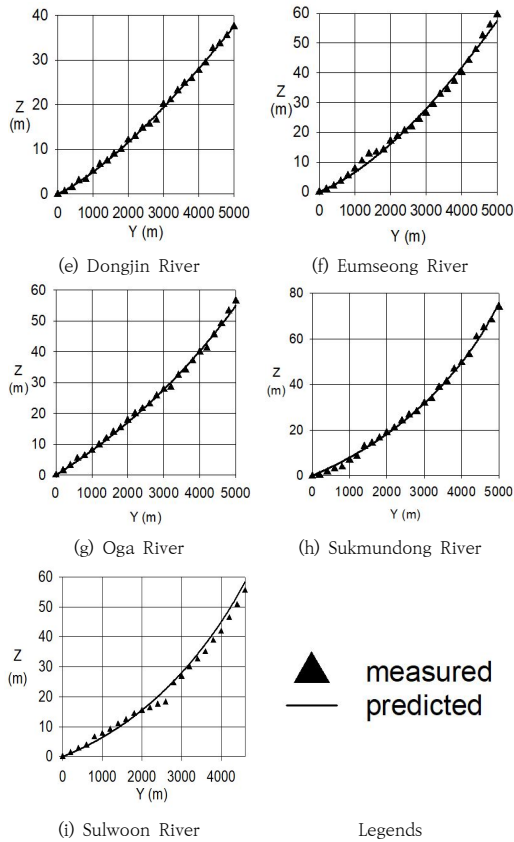 40
30
20
10
0
Z
(m)
0 1000 2000 3000 4000 5000
Y (m)
(e) Dongjin River
60
50
40
30
20
10
0
Z
(m)
0 1000 2000 3000 4000 5000
Y (m)
(f) Eumseong River
60
50
40
30
20
10
0
Z
(m)
0 1000 2000 3000 4000 5000
Y (m)
(g) Oga River
80
60
40
20
0
Z
(m)
0 1000 2000 3000 4000 5000
Y (m)
(h) Sukmundong River
60
50
40
30
20
10
0
Z
(m)
0 1000 2000 3000 4000
Y (m)
(i) Sulwoon River
measured
predicted
Legends